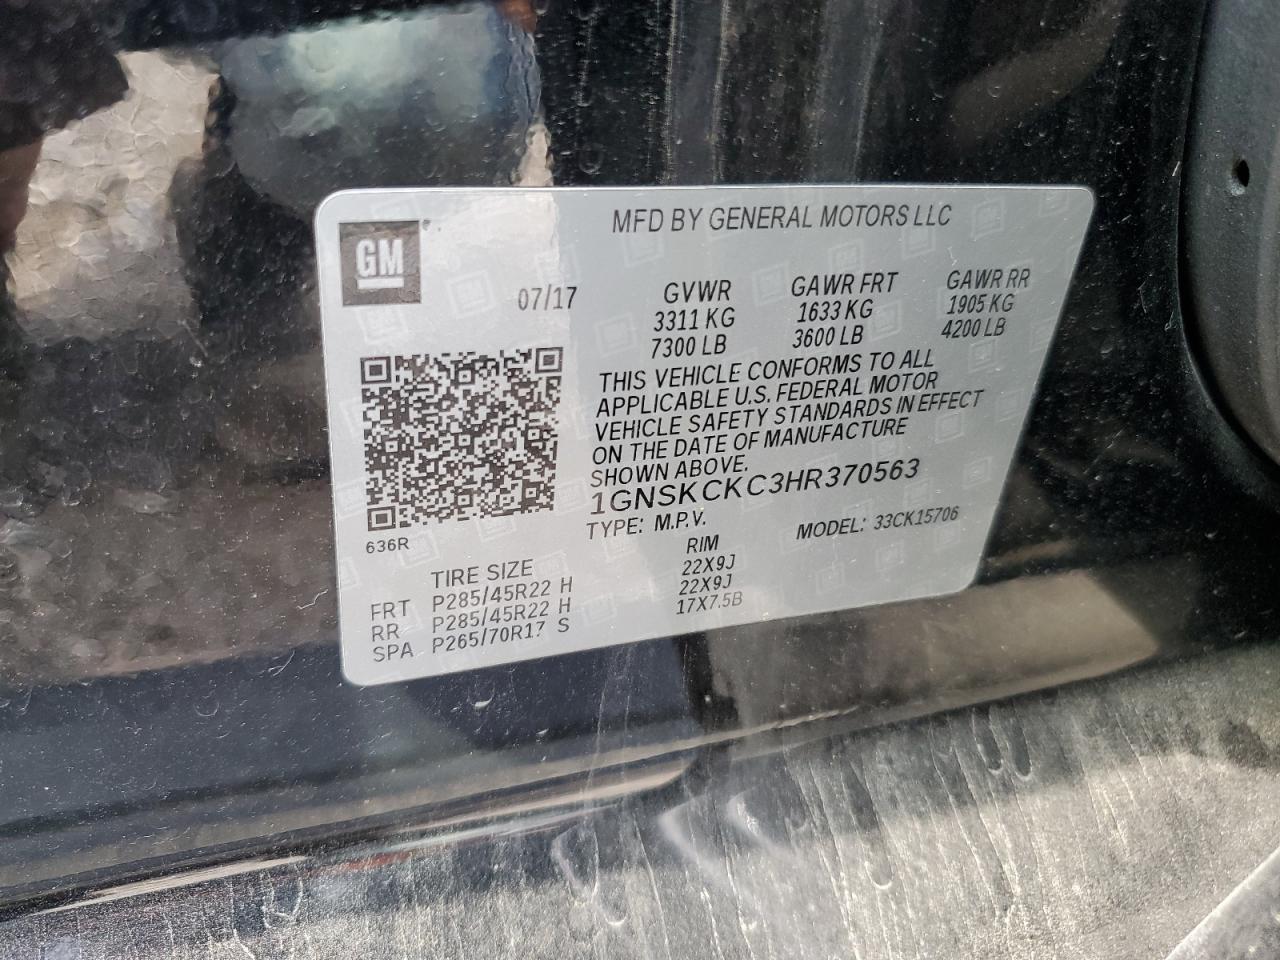 GM
MFD BY GENERAL MOTORS LLC
07/17
GVWR GAWR FRT GAWR RR
3311 KG 1633 KG 1905 KG
7300 LB 3600 LB 4200 LB
THIS VEHICLE CONFORMS TO ALL
APPLICABLE U.S. FEDERAL MOTOR
VEHICLE SAFETY STANDARDS IN EFFECT
ON THE DATE OF MANUFACTURE
SHOWN ABOVE.
1GNSKCKC3HR370563
TYPE: M.P.V. MODEL: 33CK15706
636R
TIRE SIZE RIM
FRT P285/45R22 H 22X9J
RR P285/45R22 H 22X9J
SPA P265/70R17 S 17X7.5B